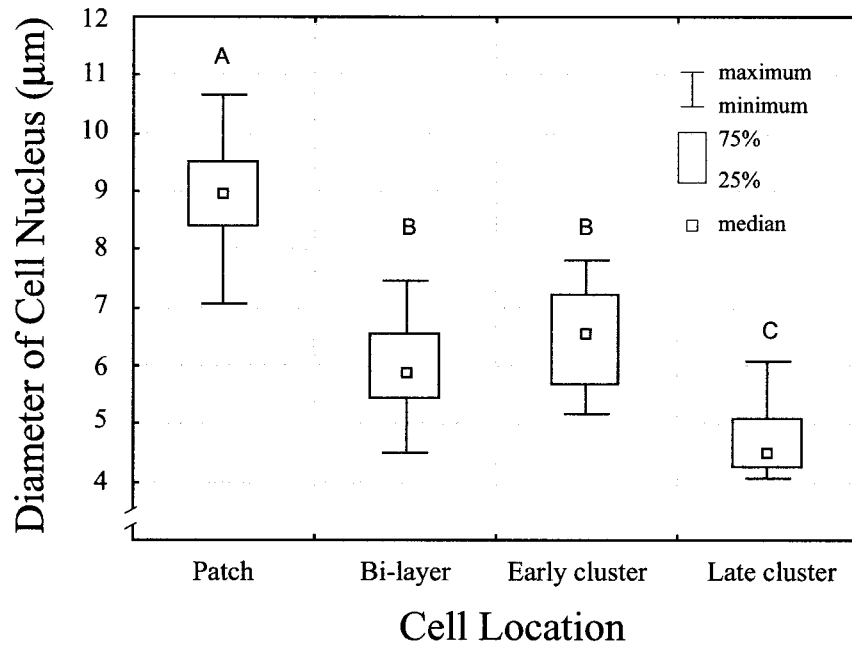 12
11
10
9
8
7
6
5
4
Diameter of Cell Nucleus (μm)
A
B
B
C
maximum
minimum
75%
25%
median
Patch
Bi-layer
Early cluster
Late cluster
Cell Location